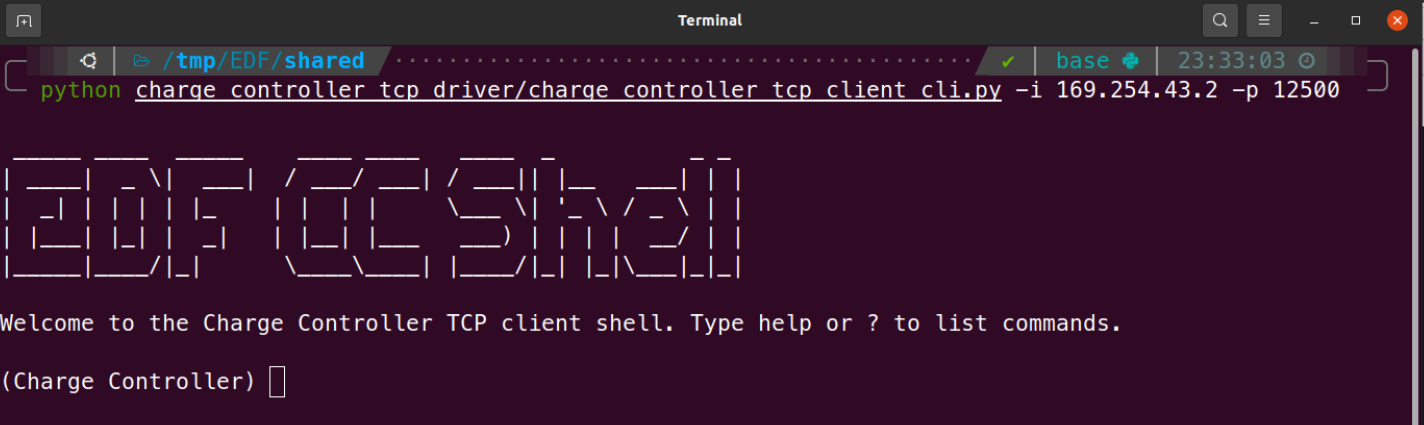 Terminal
/tmp/EDF/shared ✔ base 23:33:03
python charge_controller_tcp_driver/charge_controller_tcp_client_cli.py -i 169.254.43.2 -p 12500
EDF CC Shell
Welcome to the Charge Controller TCP client shell. Type help or ? to list commands.
(Charge Controller)